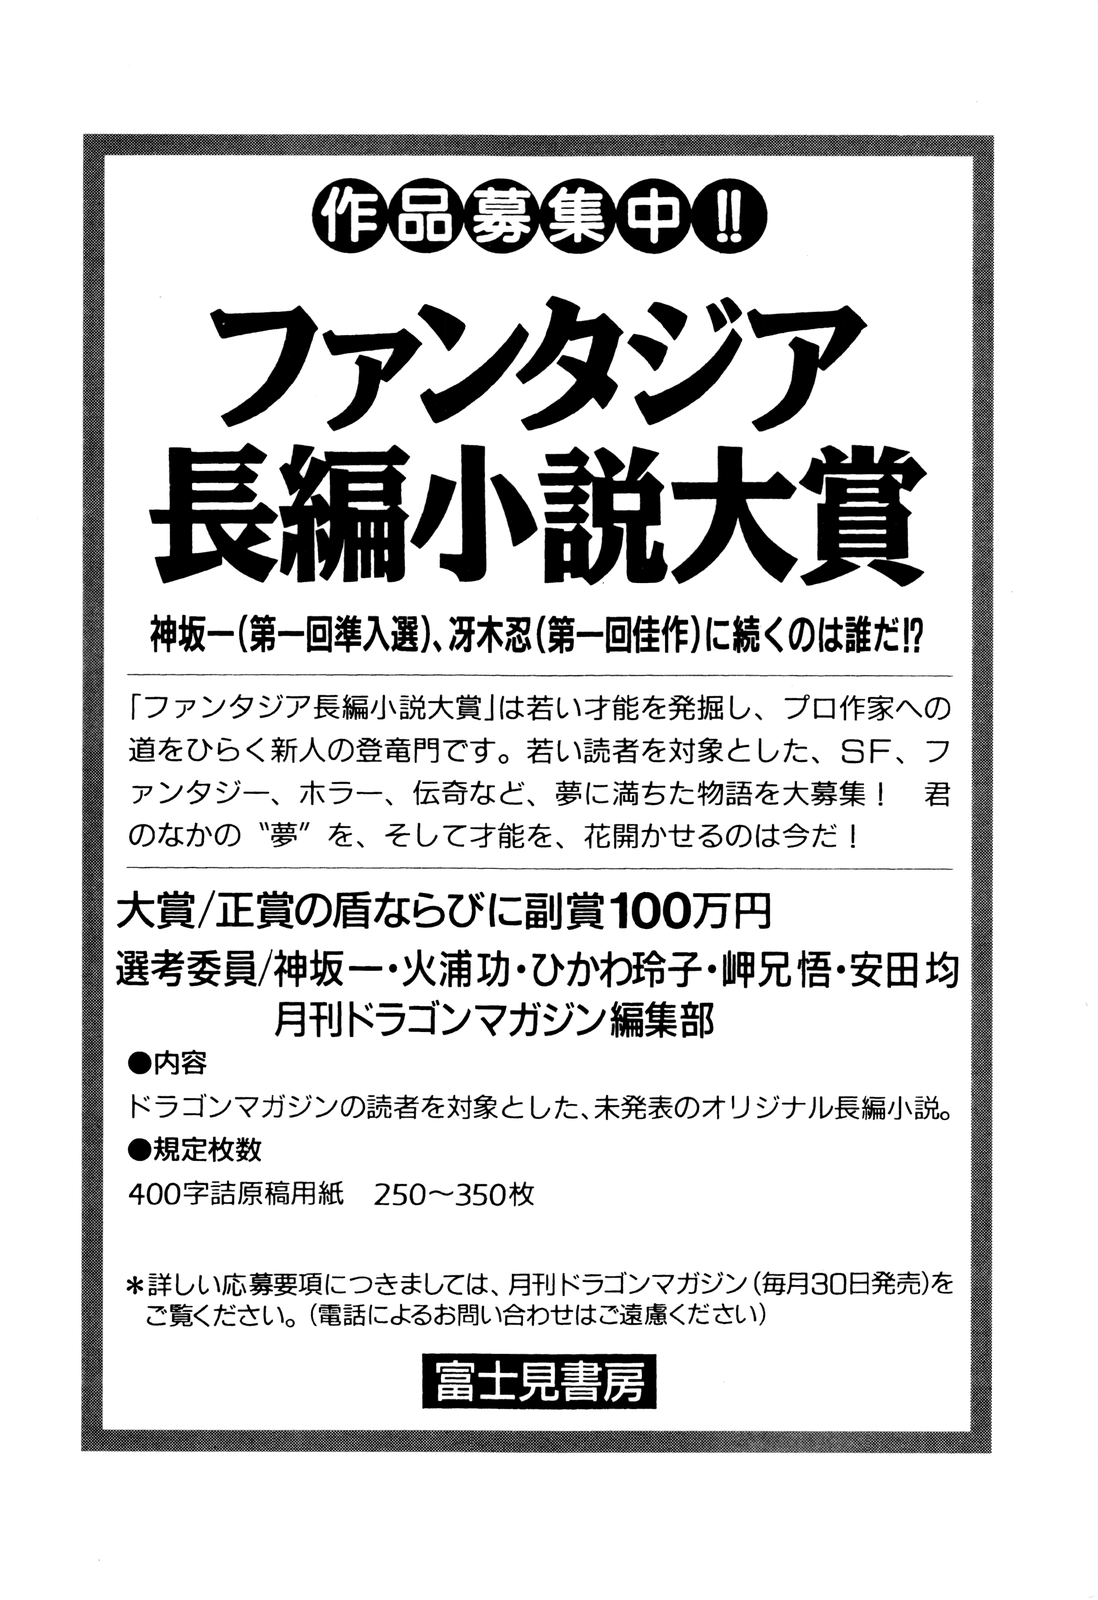 作品募集中!!
ファンタジア
長編小説大賞
神坂一(第一回準入選)、冴木忍(第一回佳作)に続くのは誰だ!?
「ファンタジア長編小説大賞」は若い才能を発掘し、プロ作家への
道をひらく新人の登竜門です。若い読者を対象とした、SF、フ
ァンタジー、ホラー、伝奇など、夢に満ちた物語を大募集！　君
のなかの〝夢〟を、そして才能を、花開かせるのは今だ！
大賞/正賞の盾ならびに副賞100万円
選考委員/神坂一・火浦功・ひかわ玲子・岬兄悟・安田均
月刊ドラゴンマガジン編集部
●内容
ドラゴンマガジンの読者を対象とした、未発表のオリジナル長編小説。
●規定枚数
400字詰原稿用紙　250〜350枚
＊詳しい応募要項につきましては、月刊ドラゴンマガジン(毎月30日発売)を
ご覧ください。(電話によるお問い合わせはご遠慮ください)
富士見書房